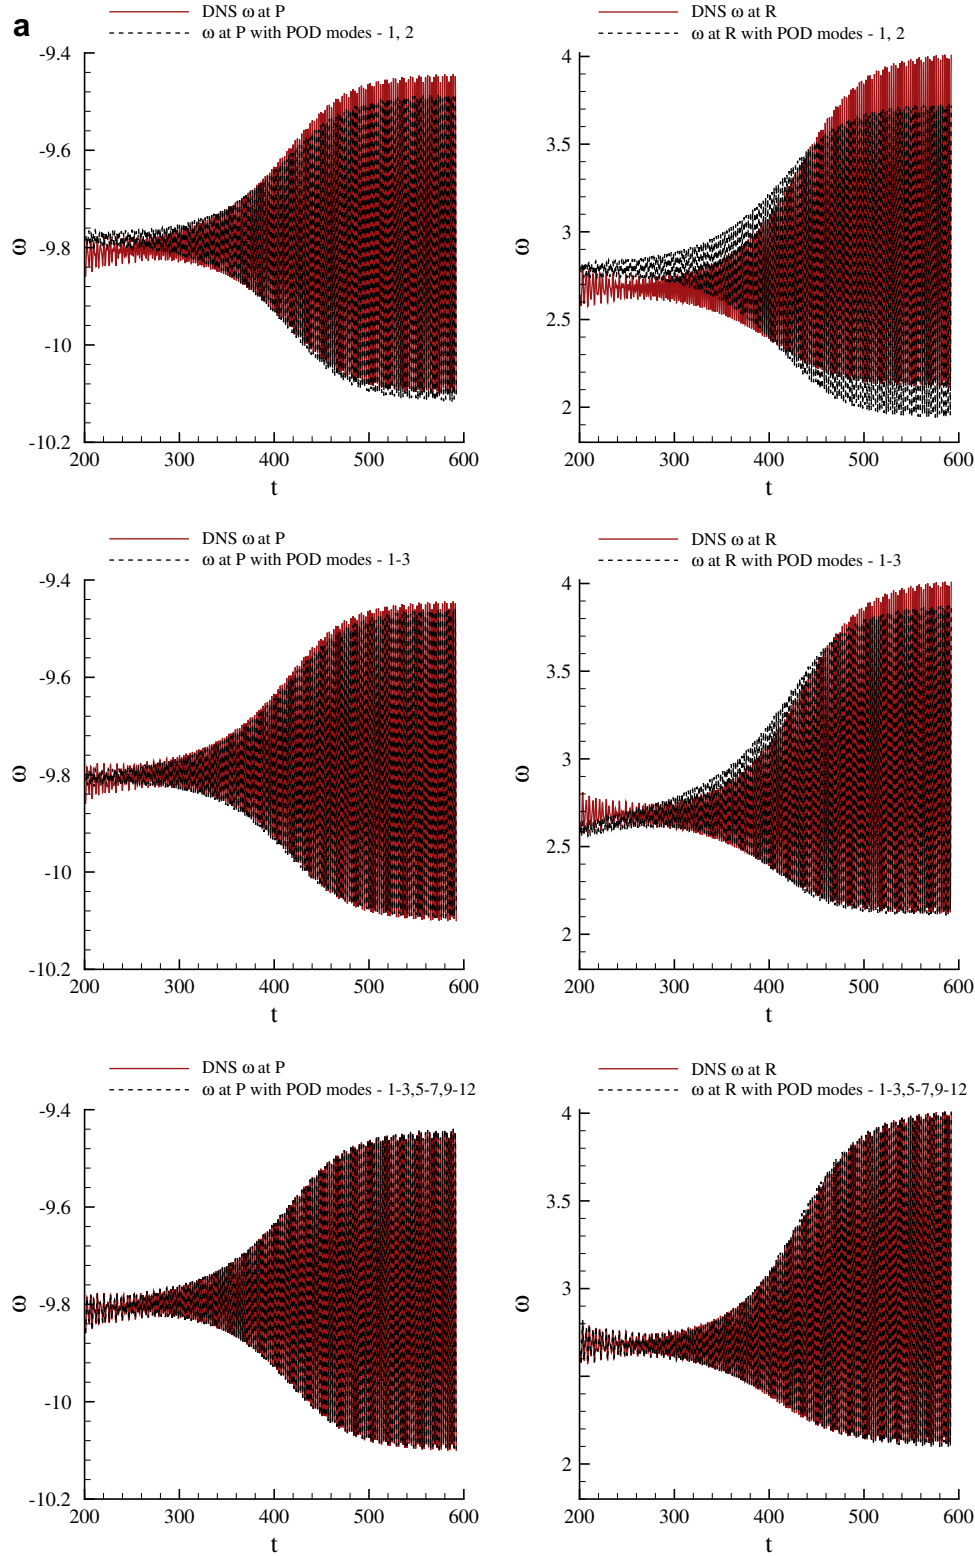 a
DNS ω at P
ω at P with POD modes - 1, 2
-9.4
-9.6
-9.8
-10
-10.2
ω
200 300 400 500 600
t
DNS ω at R
ω at R with POD modes - 1, 2
4
3.5
3
2.5
2
ω
200 300 400 500 600
t
DNS ω at P
ω at P with POD modes - 1-3
-9.4
-9.6
-9.8
-10
-10.2
ω
200 300 400 500 600
t
DNS ω at R
ω at R with POD modes - 1-3
4
3.5
3
2.5
2
ω
200 300 400 500 600
t
DNS ω at P
ω at P with POD modes - 1-3,5-7,9-12
-9.4
-9.6
-9.8
-10
-10.2
ω
200 300 400 500 600
t
DNS ω at R
ω at R with POD modes - 1-3,5-7,9-12
4
3.5
3
2
ω
200 300 400 500 600
t